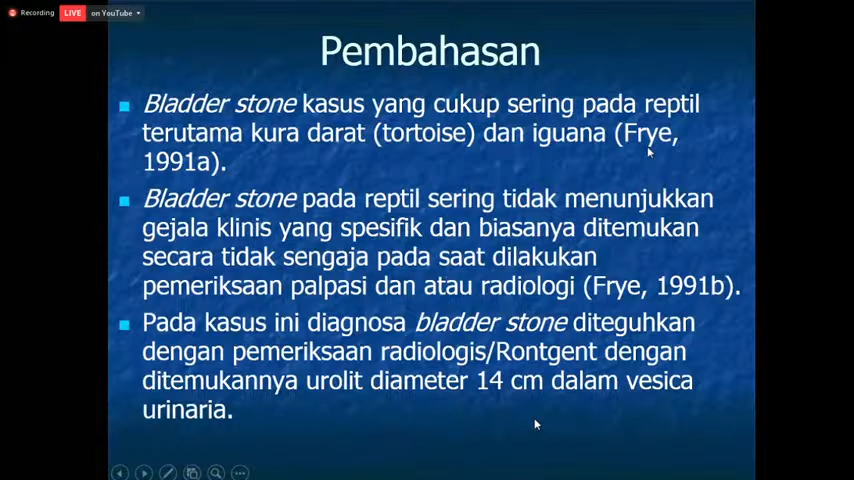 Recording LIVE on YouTube
Pembahasan
Bladder stone kasus yang cukup sering pada reptil
terutama kura darat (tortoise) dan iguana (Frye,
1991a).
Bladder stone pada reptil sering tidak menunjukkan
gejala klinis yang spesifik dan biasanya ditemukan
secara tidak sengaja pada saat dilakukan
pemeriksaan palpasi dan atau radiologi (Frye, 1991b).
Pada kasus ini diagnosa bladder stone diteguhkan
dengan pemeriksaan radiologis/Rontgent dengan
ditemukannya urolit diameter 14 cm dalam vesica
urinaria.